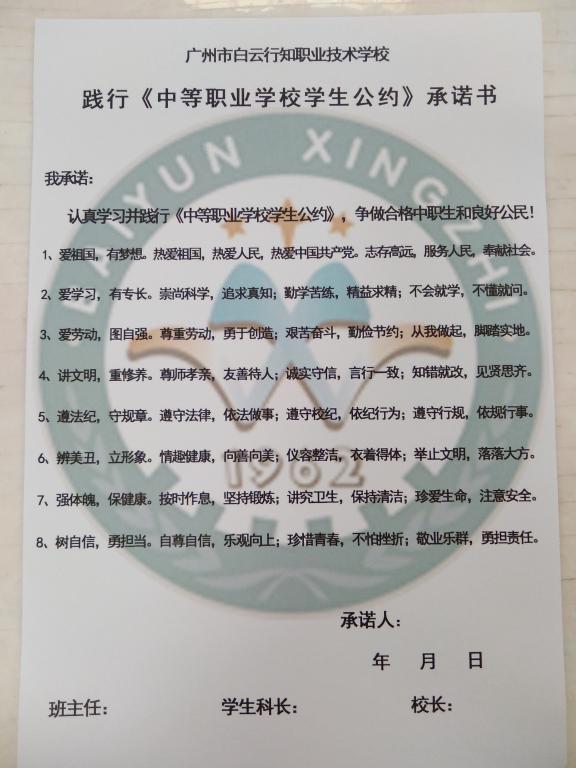 广州市白云行知职业技术学校
践行《中等职业学校学生公约》承诺书
我承诺：
认真学习并践行《中等职业学校学生公约》，争做合格中职生和良好公民！
1、爱祖国，有梦想。热爱祖国，热爱人民，热爱中国共产党。志存高远，服务人民，奉献社会。
2、爱学习，有专长。崇尚科学，追求真知；勤学苦练，精益求精；不会就学，不懂就问。
3、爱劳动，图自强。尊重劳动，勇于创造；艰苦奋斗，勤俭节约；从我做起，脚踏实地。
4、讲文明，重修养。尊师孝亲，友善待人；诚实守信，言行一致；知错就改，见贤思齐。
5、遵法纪，守规章。遵守法律，依法做事；遵守校纪，依纪行为；遵守行规，依规行事。
6、辨美丑，立形象。情趣健康，向善向美；仪容整洁，衣着得体；举止文明，落落大方。
7、强体魄，保健康。按时作息，坚持锻炼；讲究卫生，保持清洁；珍爱生命，注意安全。
8、树自信，勇担当。自尊自信，乐观向上；珍惜青春，不怕挫折；敬业乐群，勇担责任。
承诺人：
年 月 日
班主任： 学生科长： 校长：
BAIYUN XINGZHI
1962